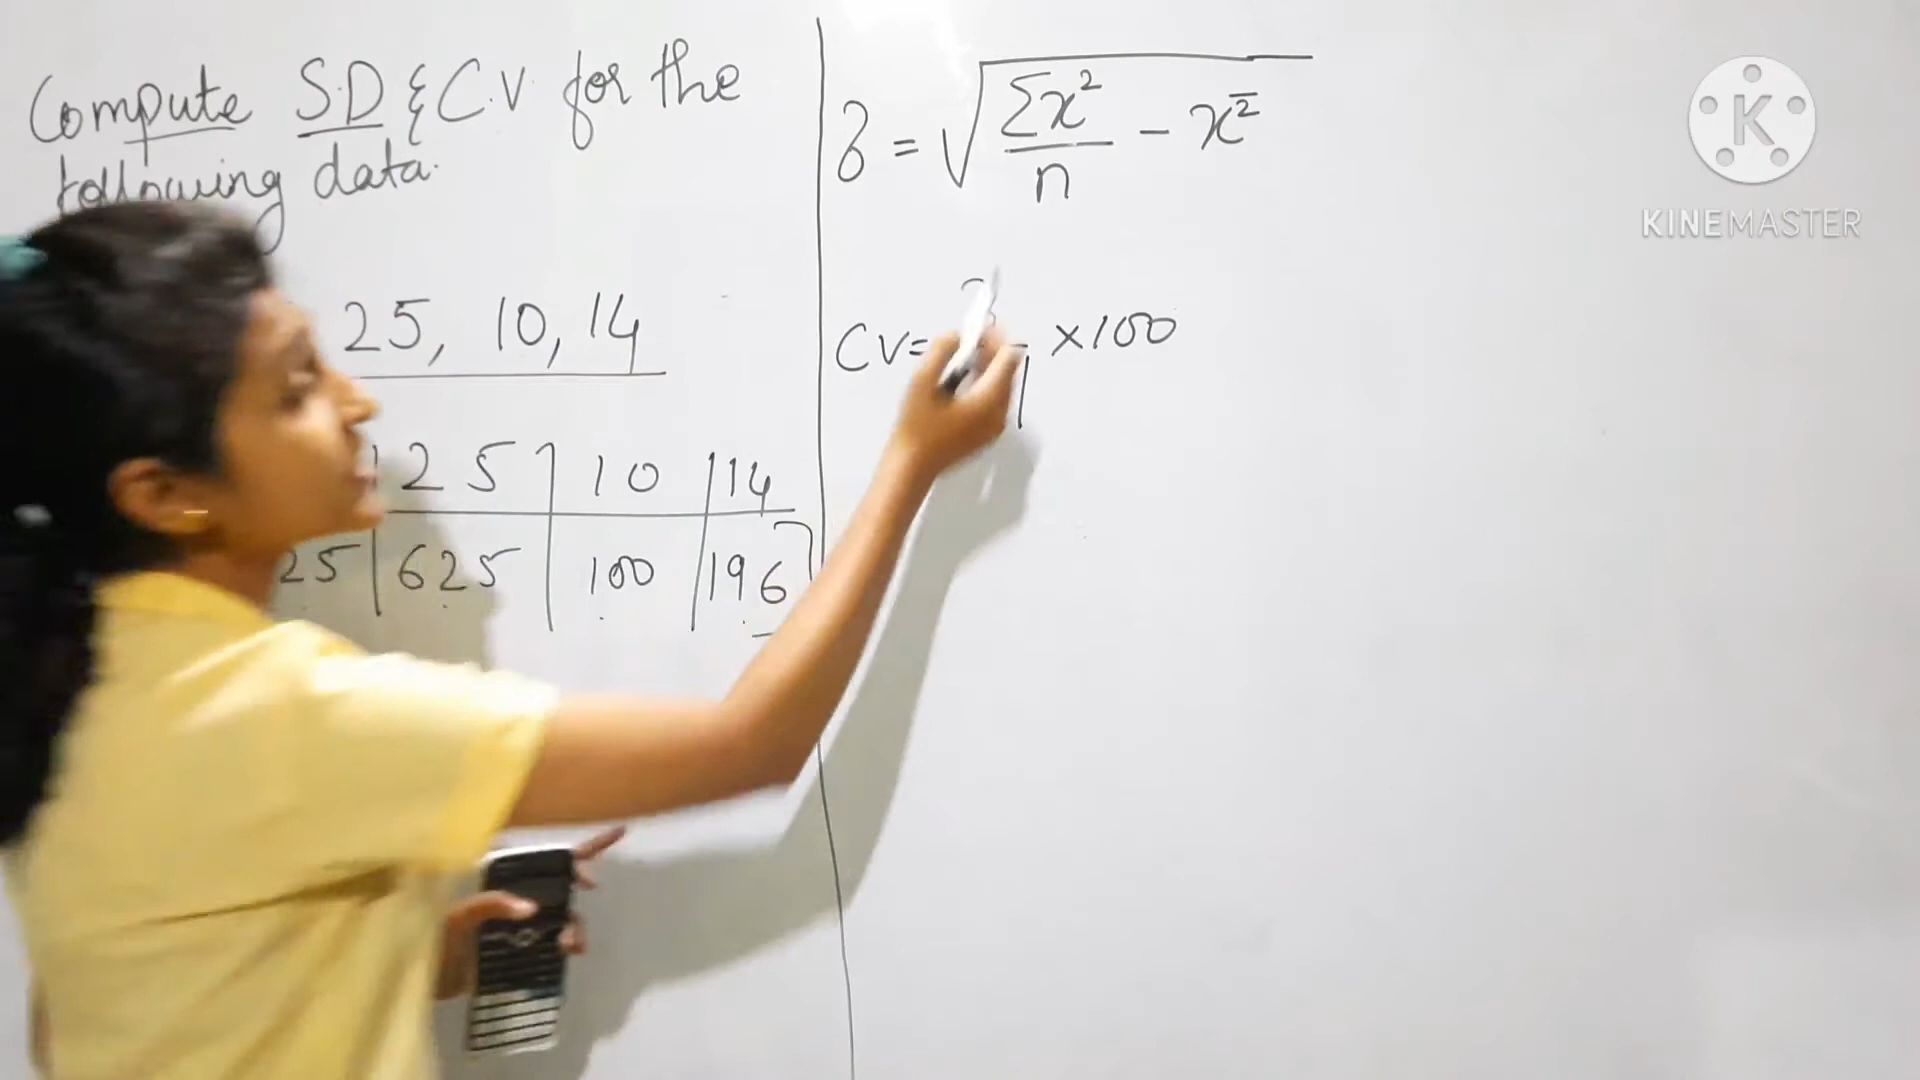 Compute S.D & C.V for the
following data.
25, 10, 14
25 | 10 | 14
25 | 625 | 100 | 196
= √ Σx² / n - x̄²
CV= × 100
K
KINEMASTER